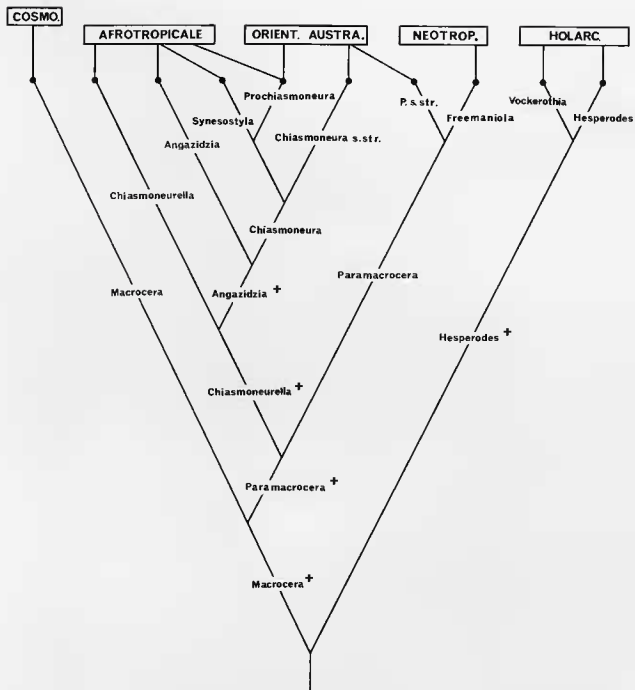 COSMO.
AFROTROPICALE
ORIENT. AUSTRA.
NEOTROP.
HOLARC.
Prochiasmoneura
P. s. str.
Vockerothia
Hesperodes
Synesostyla
Freemaniola
Chiasmoneura s.str.
Angazidzia
Chiasmoneurella
Chiasmoneura
Paramacrocera
Macrocera
Angazidzia +
Hesperodes +
Chiasmoneurella +
Paramacrocera +
Macrocera +